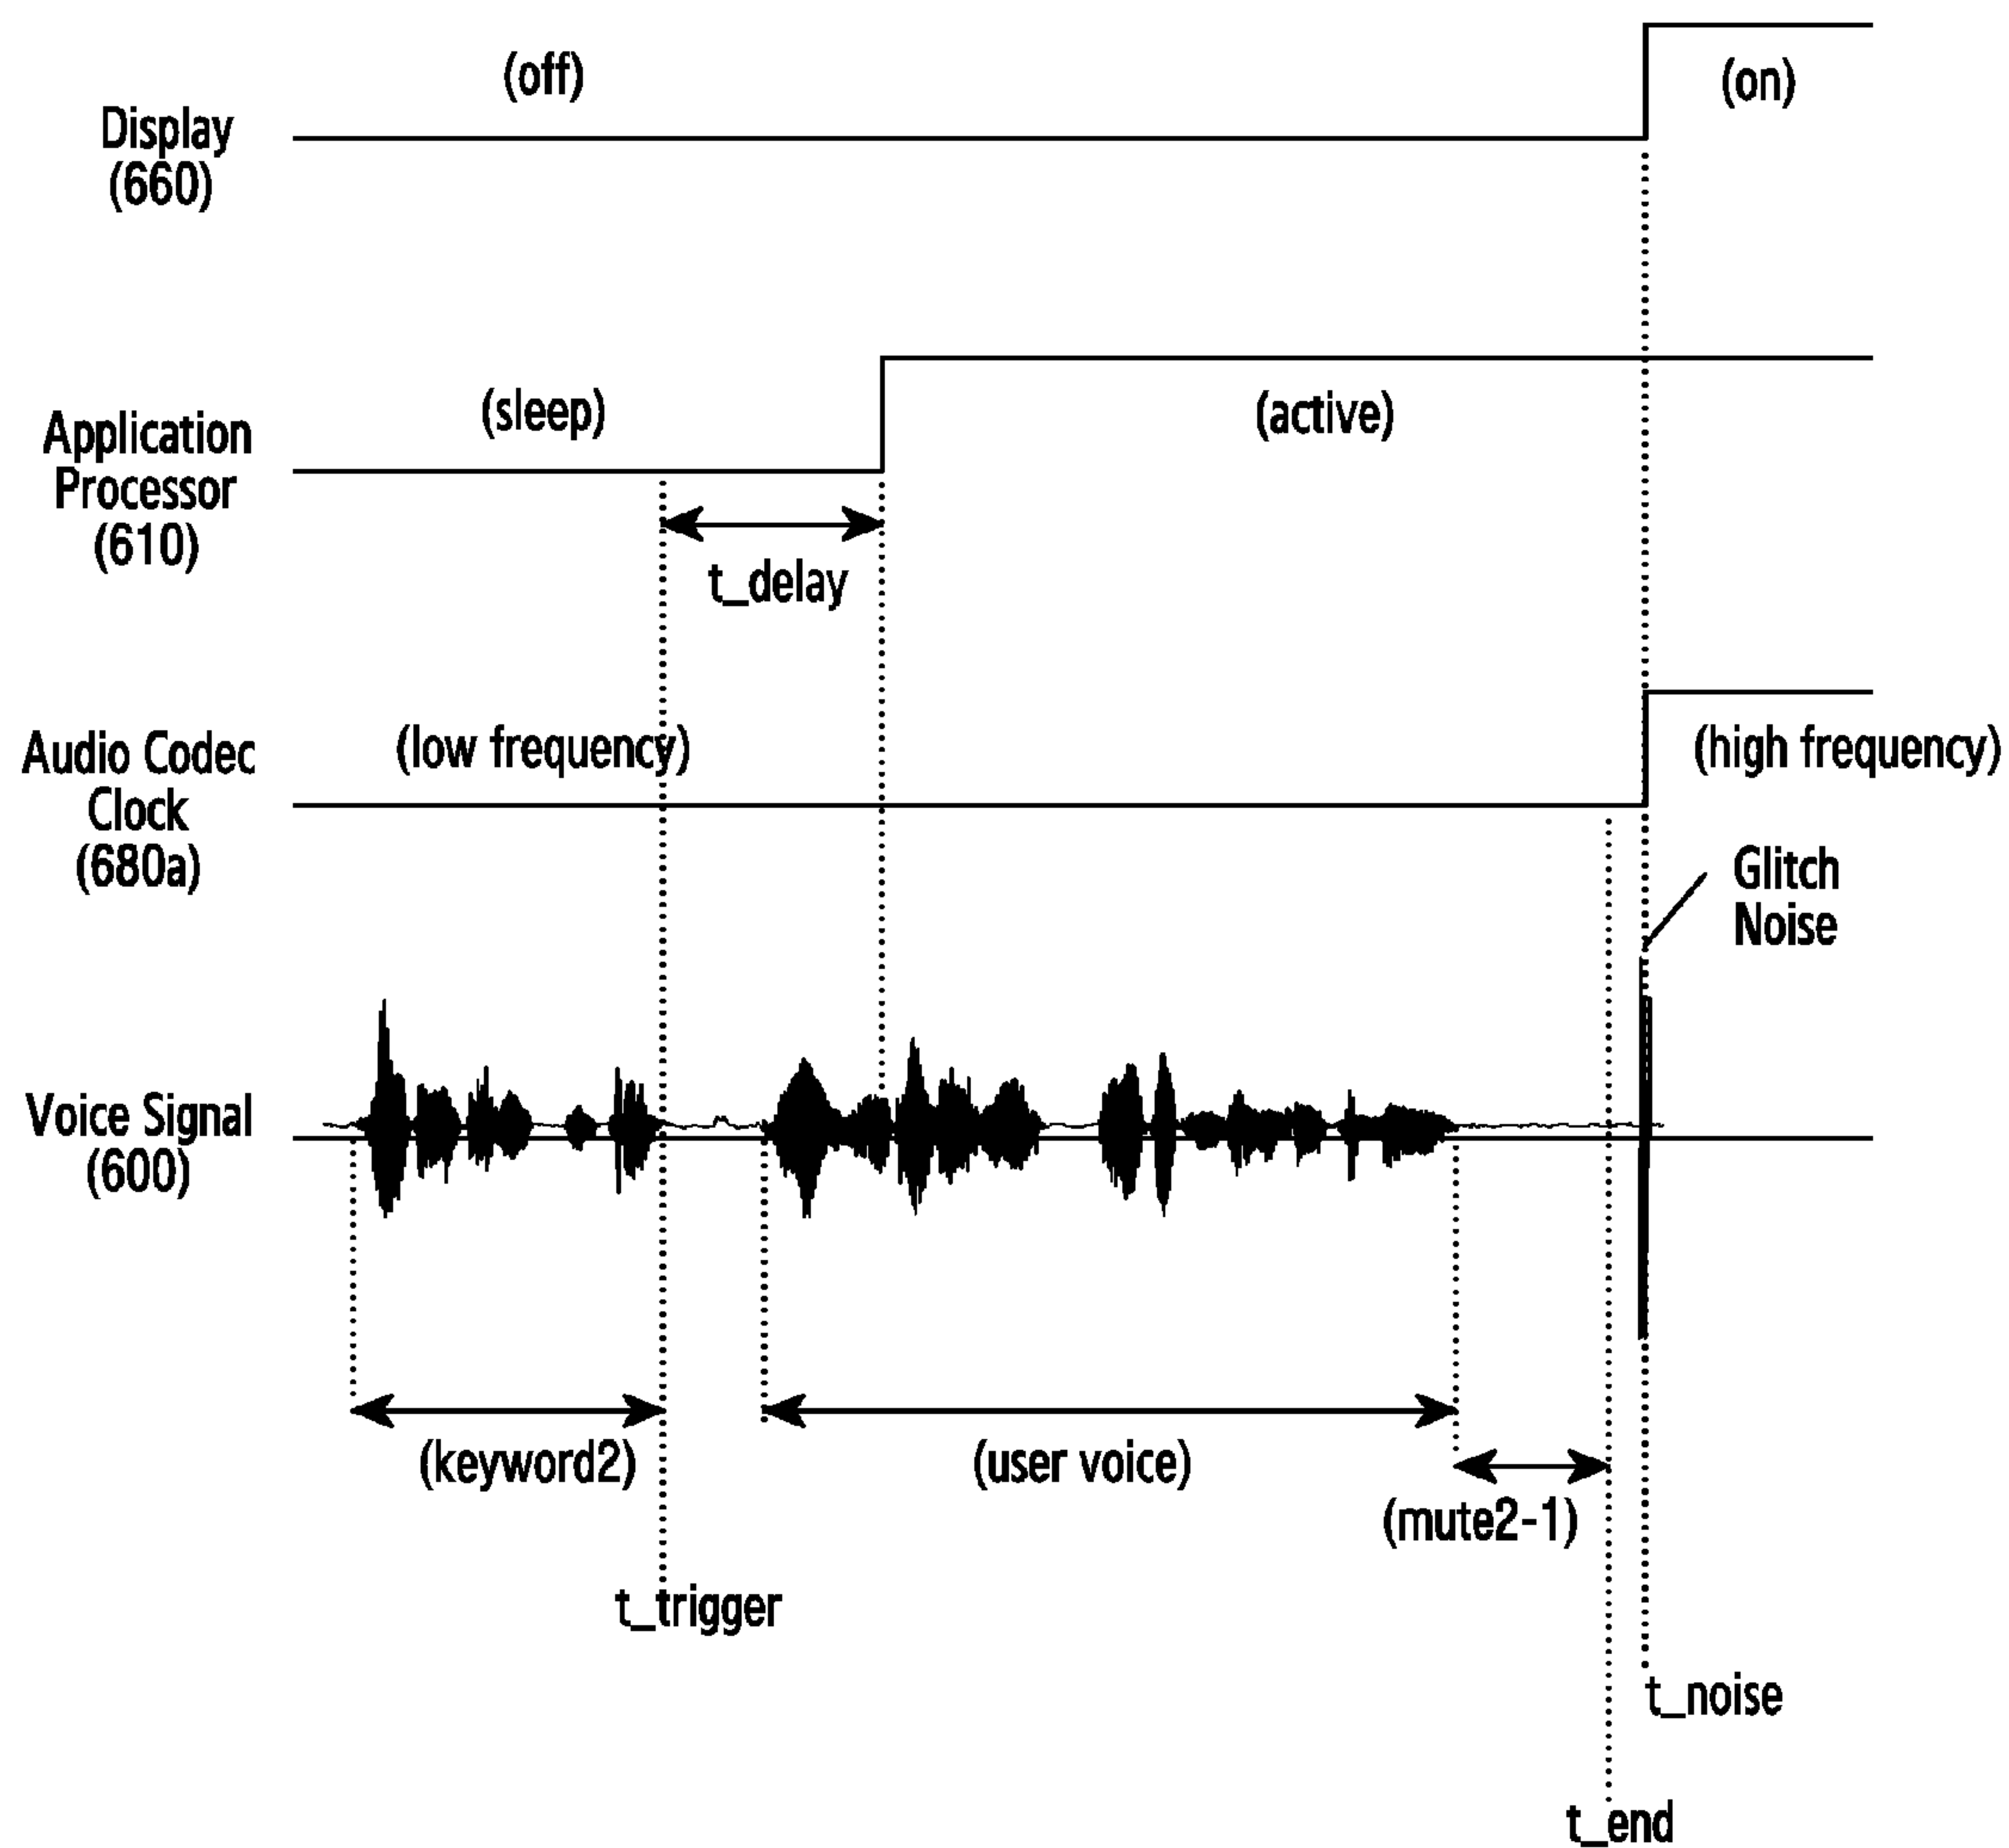 (off)
(on)
Display
(660)
(sleep)
(active)
Application
Processor
(610)
t_delay
(low frequency)
(high frequency)
Audio Codec
Clock
(680a)
Glitch
Noise
Voice Signal
(600)
(keyword2)
(user voice)
(mute2-1)
t_trigger
t_noise
t_end